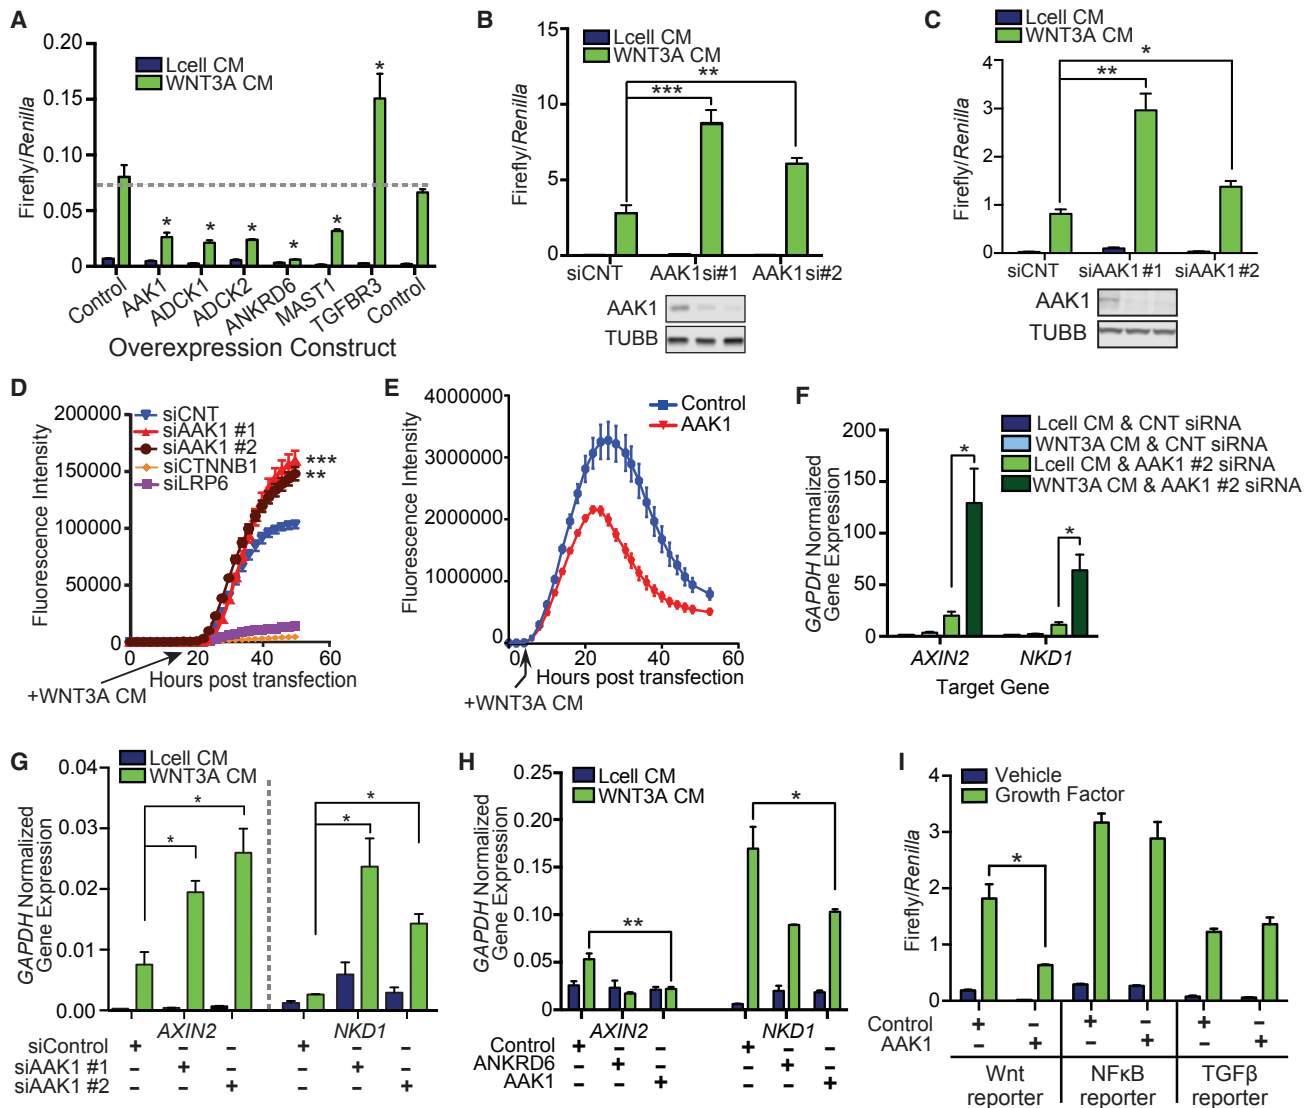 A
Lcell CM
WNT3A CM
Firefly/Renilla
0.20
0.15
0.10
0.05
0
*
*
*
*
*
*
Control
AAK1
ADCK1
ADCK2
ANKRD6
MAST1
TGFBR3
Control
Overexpression Construct
B
Lcell CM
WNT3A CM
Firefly/Renilla
15
10
5
0
**
***
siCNT
AAK1si#1
AAK1si#2
AAK1
TUBB
C
Lcell CM
WNT3A CM
Firefly/Renilla
4
3
2
1
0
*
**
siCNT
siAAK1 #1
siAAK1 #2
AAK1
TUBB
D
Fluorescence Intensity
200000
150000
100000
50000
0
siCNT
siAAK1 #1
siAAK1 #2
siCTNNB1
siLRP6
***
**
0 20 40 60
Hours post transfection
+WNT3A CM
E
Fluorescence Intensity
4000000
3000000
2000000
1000000
0
Control
AAK1
0 20 40 60
Hours post transfection
+WNT3A CM
F
Lcell CM & CNT siRNA
WNT3A CM & CNT siRNA
Lcell CM & AAK1 #2 siRNA
WNT3A CM & AAK1 #2 siRNA
GAPDH Normalized
Gene Expression
200
150
100
50
0
*
*
AXIN2 NKD1
Target Gene
G
Lcell CM
WNT3A CM
GAPDH Normalized
Gene Expression
0.04
0.03
0.02
0.01
0.00
*
*
*
*
AXIN2 NKD1
siControl + − − + − −
siAAK1 #1 − + − − + −
siAAK1 #2 − − + − − +
H
Lcell CM
WNT3A CM
GAPDH Normalized
Gene Expression
0.25
0.20
0.15
0.10
0.05
0
**
*
AXIN2 NKD1
Control + − − + − −
ANKRD6 − + − − + −
AAK1 − − + − − +
I
Vehicle
Growth Factor
Firefly/Renilla
4
3
2
1
0
*
Control + − + − + −
AAK1 − + − + − +
Wnt
reporter
NFκB
reporter
TGFβ
reporter